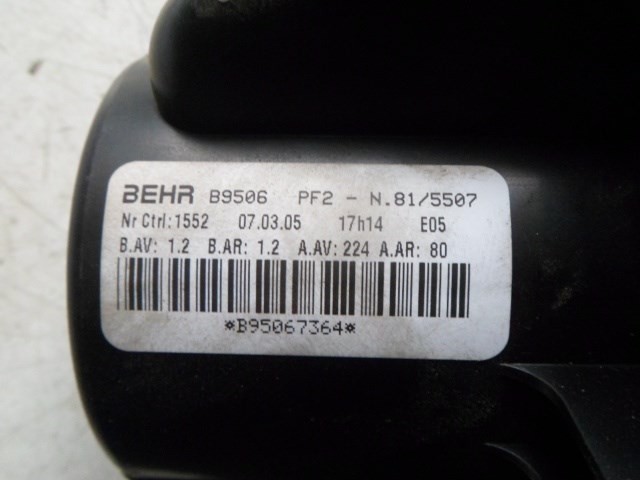 BEHR B9506 PF2 - N.81/5507
Nr Ctrl:1552 07.03.05 17h14 E05
B.AV: 1.2 B.AR: 1.2 A.AV: 224 A.AR: 80
*B95067364*